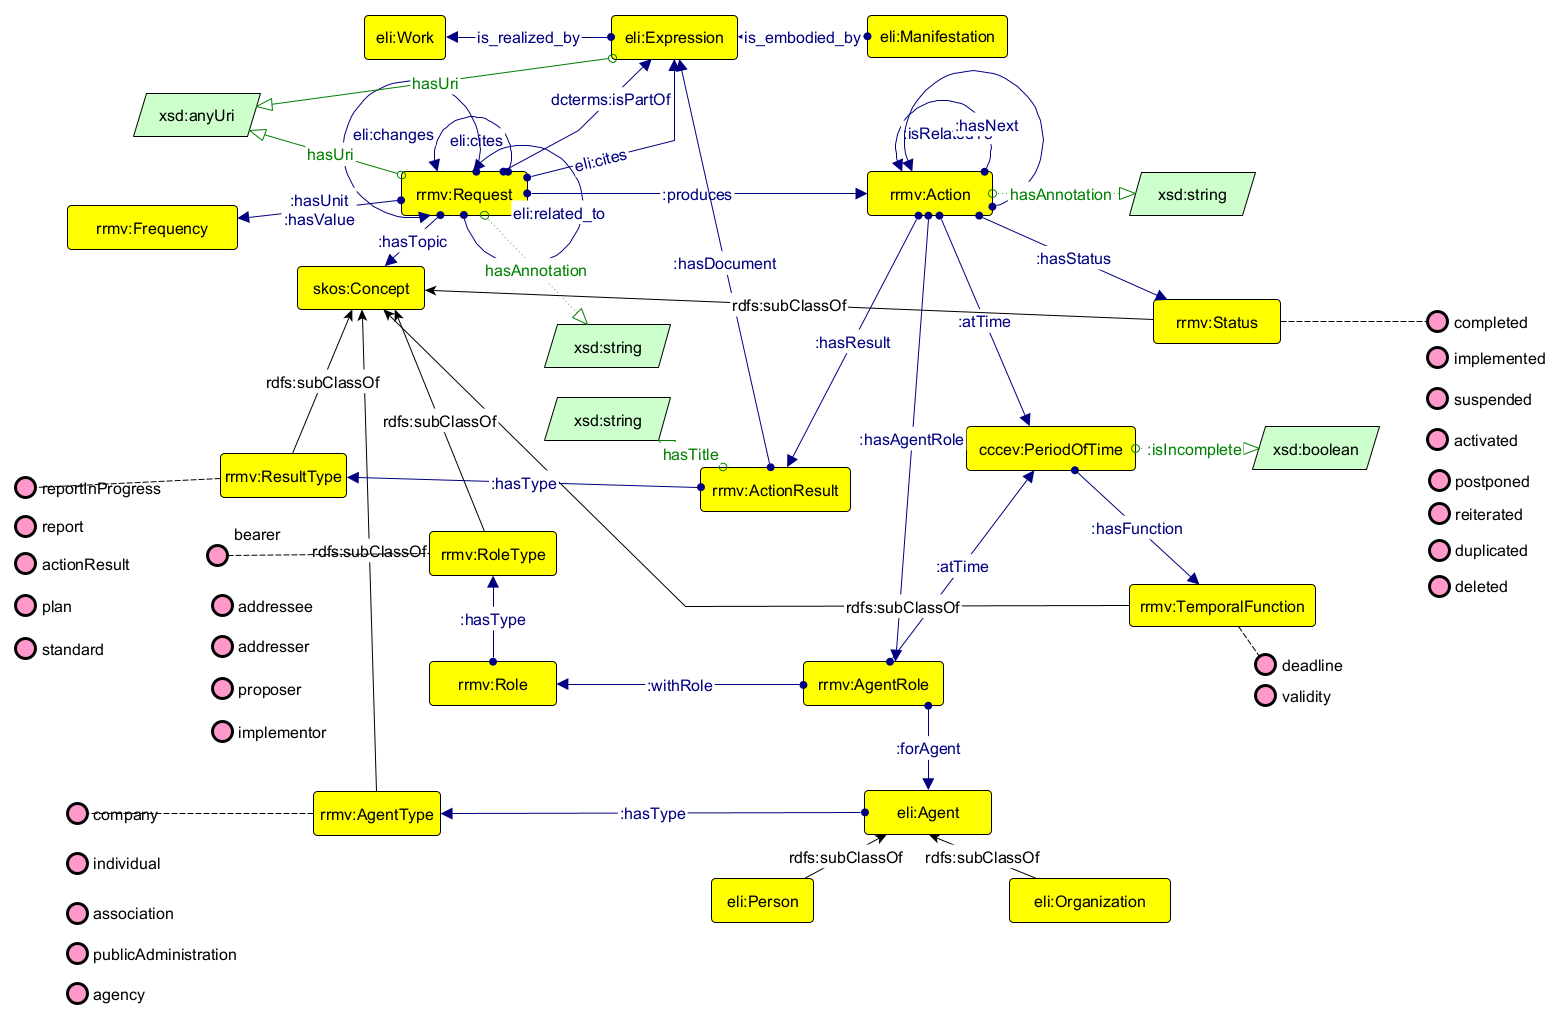 eli:Work
is_realized_by
eli:Expression
is_embodied_by
eli:Manifestation
hasUri
xsd:anyUri
dcterms:isPartOf
eli:changes
eli:cites
:hasNext
:isRelatedTo
hasUri
eli:cites
rrmv:Request
:produces
rrmv:Action
hasAnnotation
xsd:string
:hasUnit
:hasValue
rrmv:Frequency
eli:related_to
:hasTopic
:hasDocument
:hasStatus
hasAnnotation
skos:Concept
rdfs:subClassOf
:atTime
rrmv:Status
completed
:hasResult
xsd:string
implemented
rdfs:subClassOf
suspended
rdfs:subClassOf
xsd:string
:hasAgentRole
activated
hasTitle
cccev:PeriodOfTime
:isIncomplete
xsd:boolean
rrmv:ResultType
:hasType
rrmv:ActionResult
postponed
reportInProgress
reiterated
report
:hasFunction
bearer
rdfs:subClassOf
rrmv:RoleType
duplicated
actionResult
:atTime
deleted
plan
addressee
rdfs:subClassOf
rrmv:TemporalFunction
:hasType
standard
addresser
deadline
proposer
rrmv:Role
:withRole
rrmv:AgentRole
validity
implementor
:forAgent
company
rrmv:AgentType
:hasType
eli:Agent
individual
rdfs:subClassOf
rdfs:subClassOf
eli:Person
eli:Organization
association
publicAdministration
agency